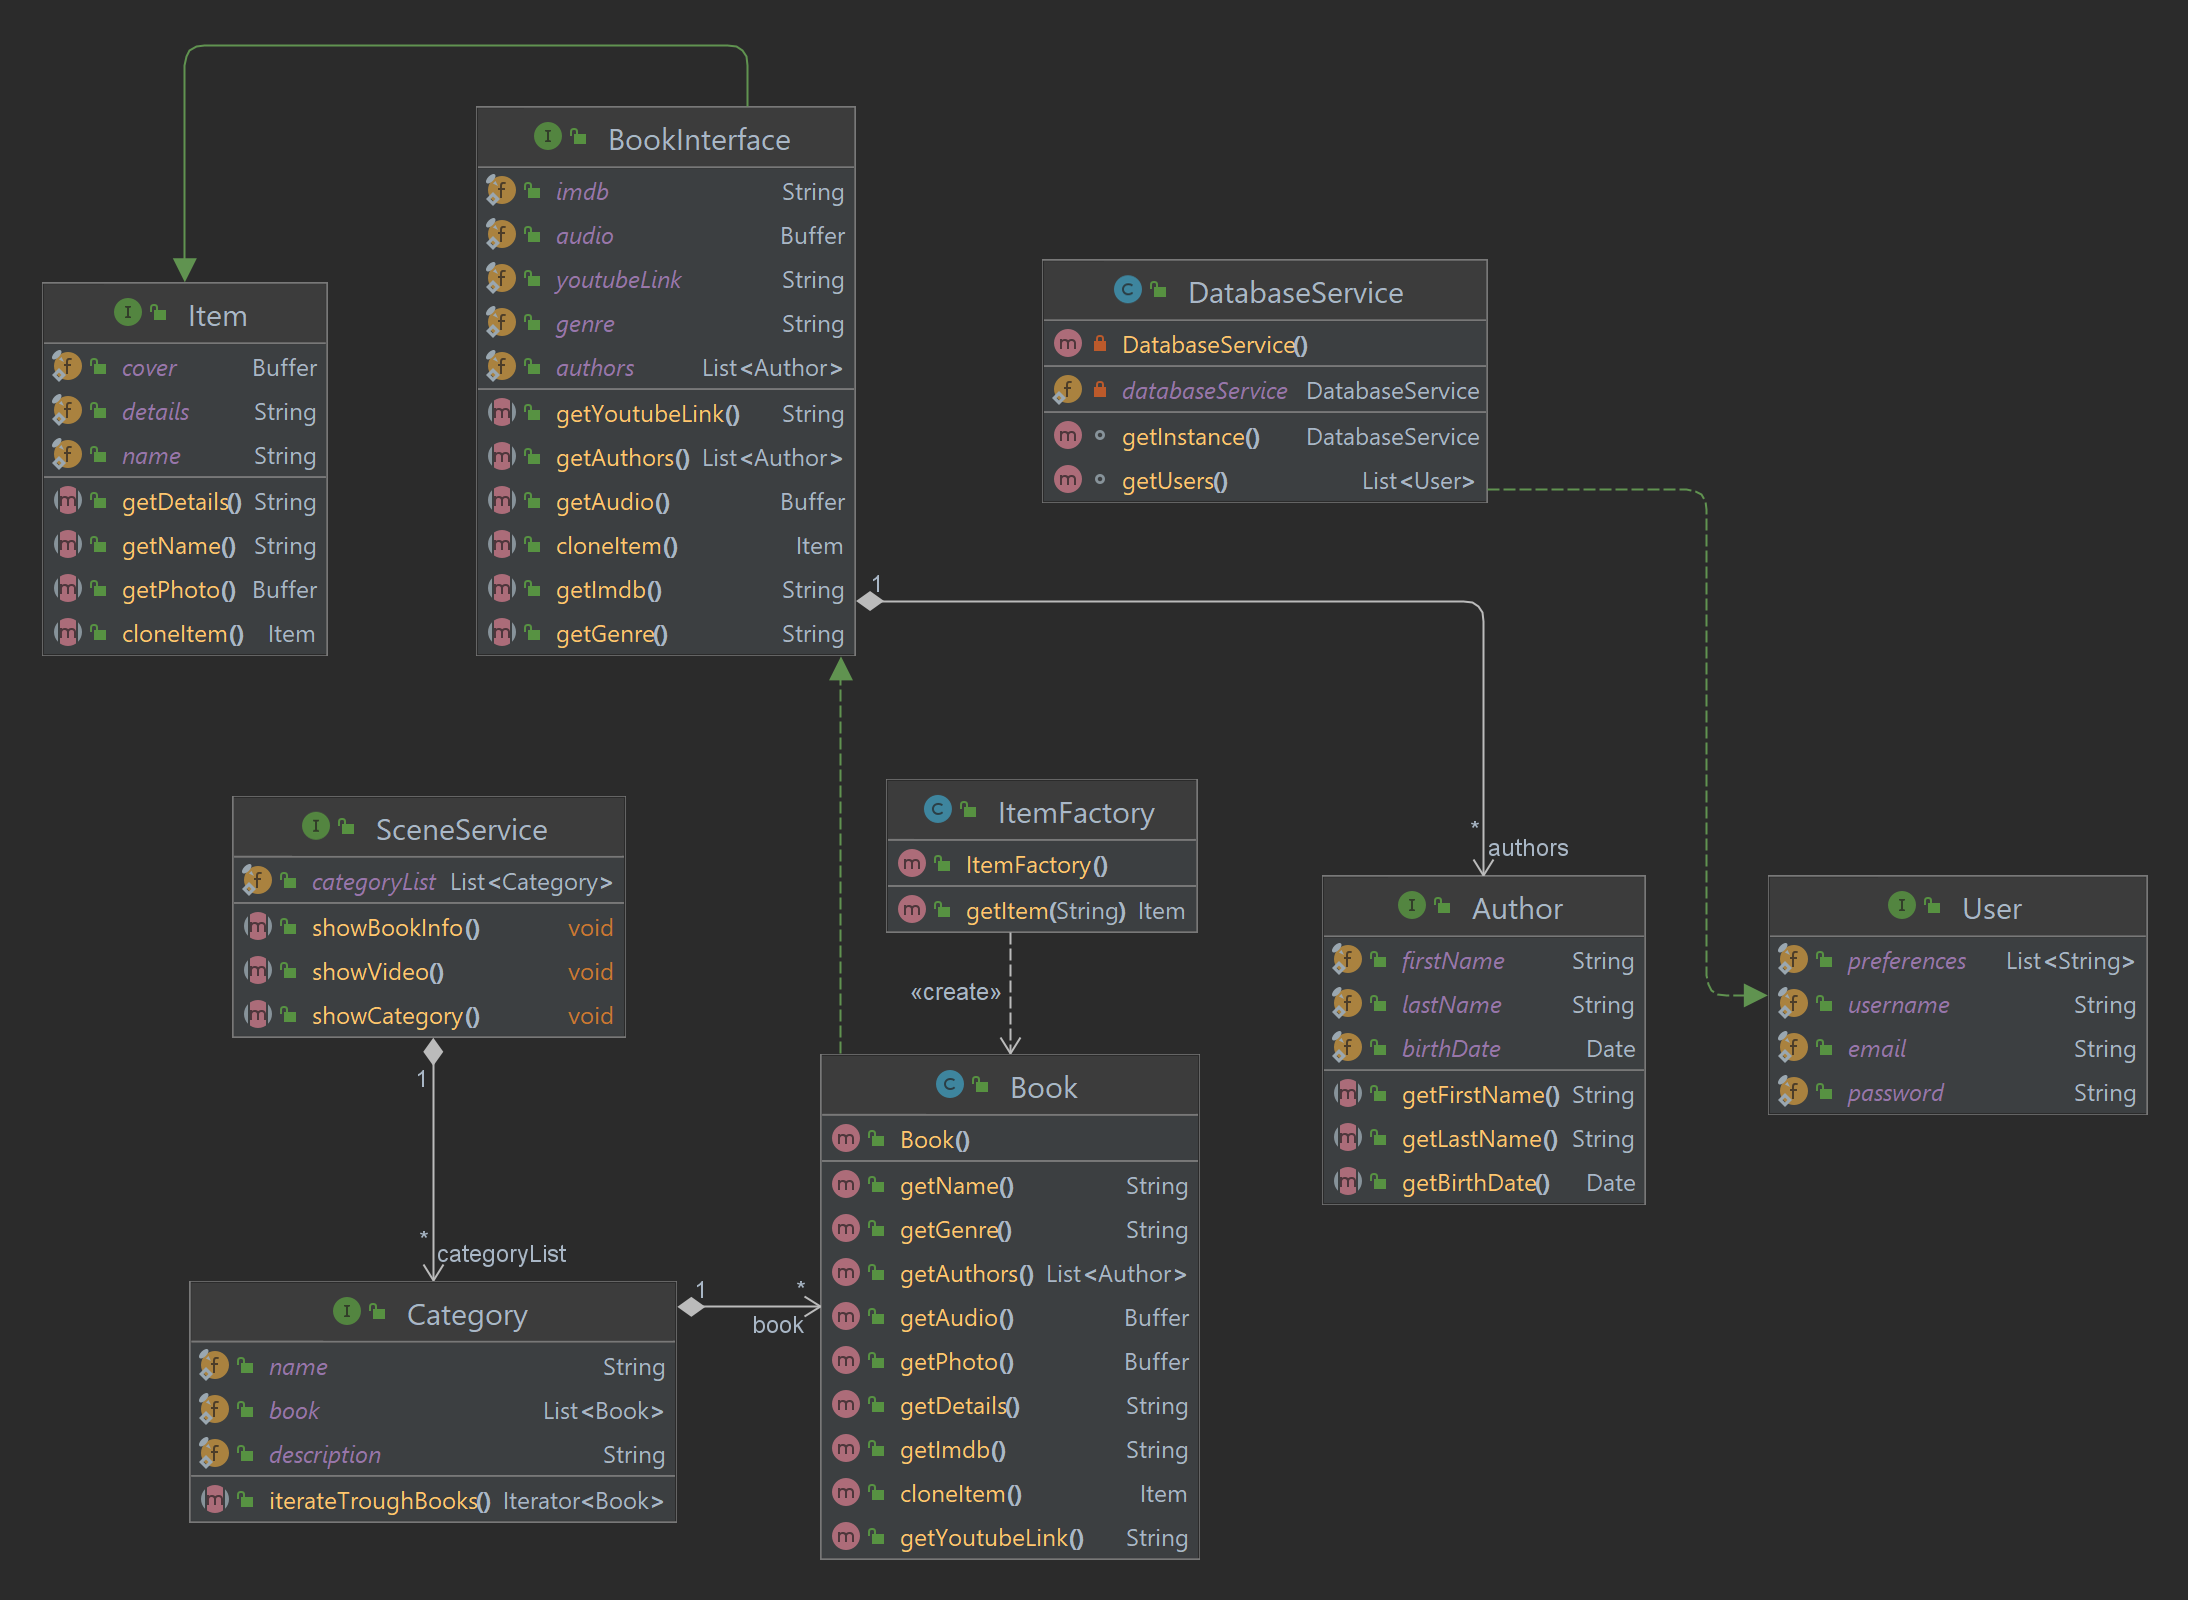 BookInterface
imdb String
audio Buffer
youtubeLink String
genre String
authors List<Author>
getYoutubeLink() String
getAuthors() List<Author>
getAudio() Buffer
cloneItem() Item
getImdb() String
getGenre() String
1
*
authors
Item
cover Buffer
details String
name String
getDetails() String
getName() String
getPhoto() Buffer
cloneItem() Item
DatabaseService
DatabaseService()
databaseService DatabaseService
getInstance() DatabaseService
getUsers() List<User>
SceneService
categoryList List<Category>
showBookInfo() void
showVideo() void
showCategory() void
1
*
categoryList
ItemFactory
ItemFactory()
getItem(String) Item
«create»
Author
firstName String
lastName String
birthDate Date
getFirstName() String
getLastName() String
getBirthDate() Date
User
preferences List<String>
username String
email String
password String
Category
name String
book List<Book>
description String
iterateTroughBooks() Iterator<Book>
1
*
book
Book
Book()
getName() String
getGenre() String
getAuthors() List<Author>
getAudio() Buffer
getPhoto() Buffer
getDetails() String
getImdb() String
cloneItem() Item
getYoutubeLink() String